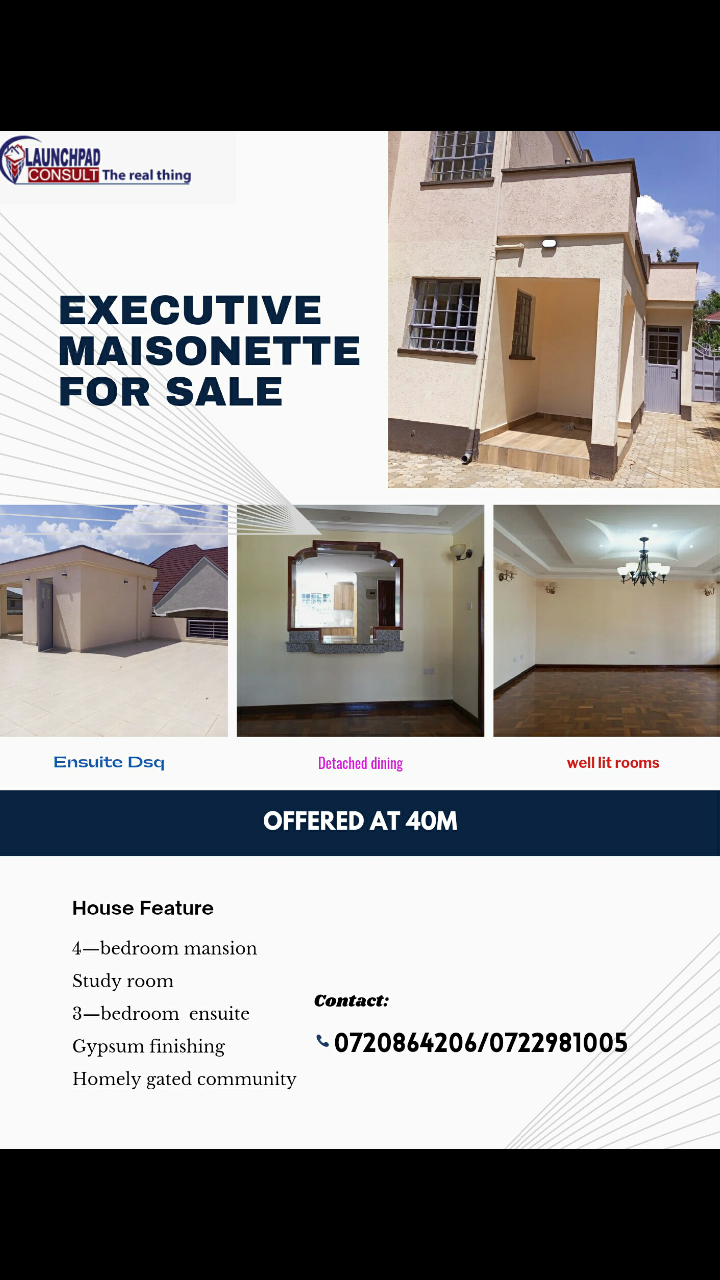 LAUNCHPAD
CONSULT The real thing
EXECUTIVE
MAISONETTE
FOR SALE
Ensuite Dsq
Detached dining
well lit rooms
OFFERED AT 40M
House Feature
4—bedroom mansion
Study room
3—bedroom ensuite
Gypsum finishing
Homely gated community
Contact:
0720864206/0722981005